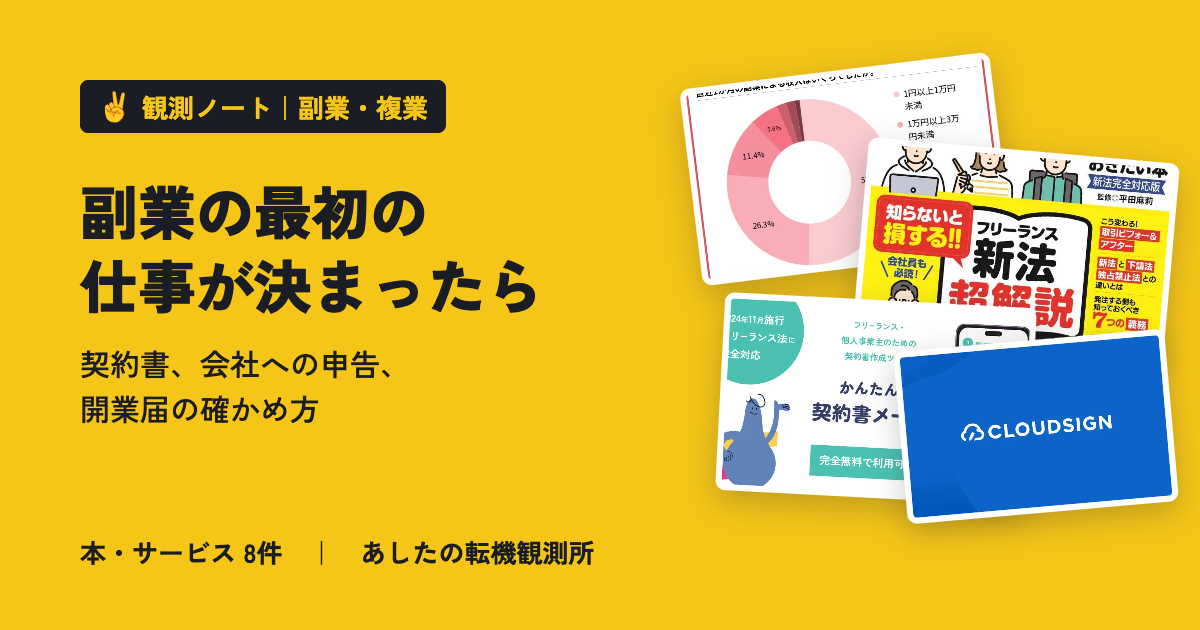 観測ノート｜副業・複業
副業の最初の
仕事が決まったら
契約書、会社への申告、
開業届の確かめ方
本・サービス 8件 ｜ あしたの転機観測所
1円以上1万円
未満
1万円以上3万
円未満
1.6%
11.4%
26.3%
5
おきたい本
新法完全対応版
監修◎平田麻莉
知らないと
損する!!
会社員も
必読!
フリーランス
新法
超解説
こう変わる!
取引ビフォー&
アフター
新法と下請法
独占禁止法との
違いとは
発注する側も
知っておくべき
7つの義務
24年11月施行
リーランス法に
全対応
フリーランス・
個人事業主のための
契約書作成ツ
かんたん
契約書メー
完全無料で利用可
CLOUDSIGN